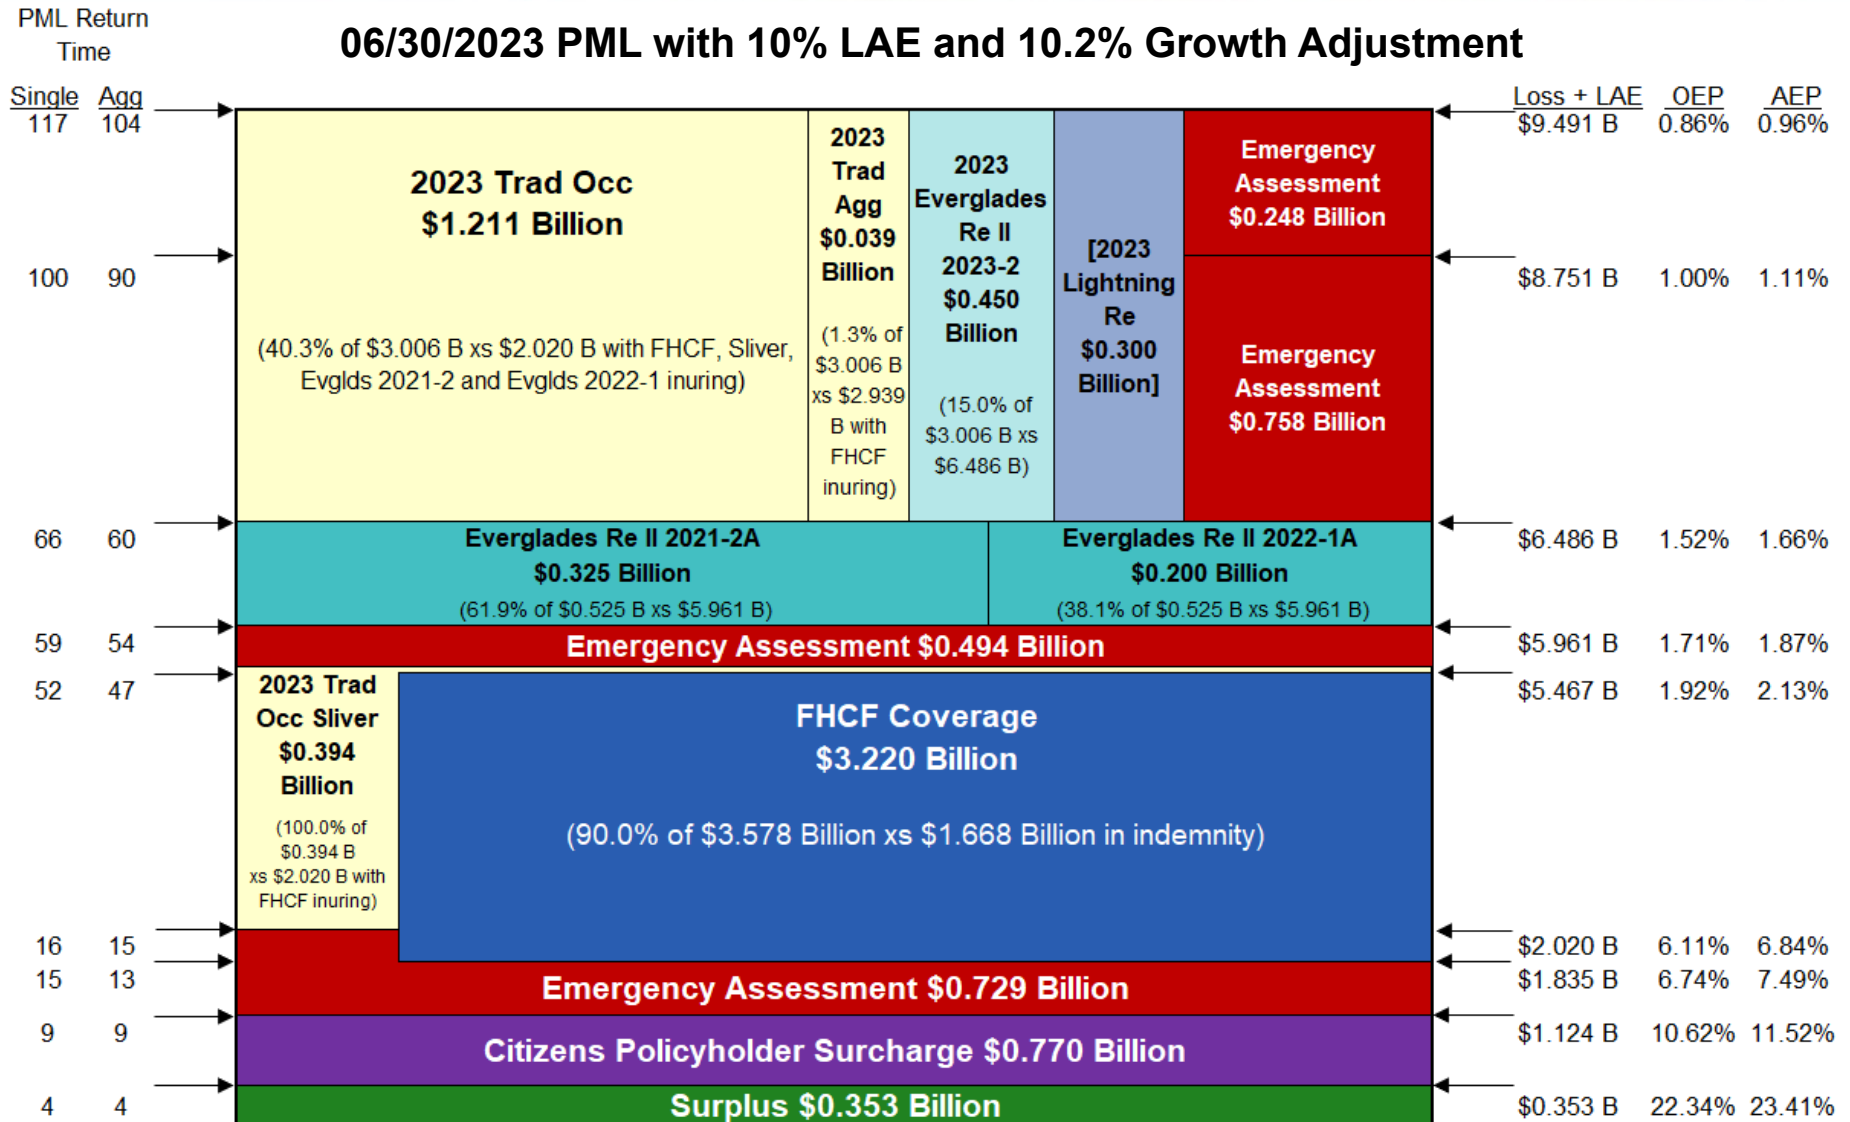 PML Return
Time
06/30/2023 PML with 10% LAE and 10.2% Growth Adjustment
Single Agg
117 104
Loss + LAE OEP AEP
$9.491 B 0.86% 0.96%
2023 Trad Occ
$1.211 Billion
(40.3% of $3.006 B xs $2.020 B with FHCF, Sliver,
Evglds 2021-2 and Evglds 2022-1 inuring)
2023
Trad
Agg
$0.039
Billion
(1.3% of
$3.006 B
xs $2.939
B with
FHCF
inuring)
2023
Everglades
Re II
2023-2
$0.450
Billion
(15.0% of
$3.006 B xs
$6.486 B)
[2023
Lightning
Re
$0.300
Billion]
Emergency
Assessment
$0.248 Billion
100 90
$8.751 B 1.00% 1.11%
Emergency
Assessment
$0.758 Billion
66 60
Everglades Re II 2021-2A
$0.325 Billion
(61.9% of $0.525 B xs $5.961 B)
Everglades Re II 2022-1A
$0.200 Billion
(38.1% of $0.525 B xs $5.961 B)
$6.486 B 1.52% 1.66%
59 54
Emergency Assessment $0.494 Billion
$5.961 B 1.71% 1.87%
52 47
2023 Trad
Occ Sliver
$0.394
Billion
(100.0% of
$0.394 B
xs $2.020 B with
FHCF inuring)
FHCF Coverage
$3.220 Billion
(90.0% of $3.578 Billion xs $1.668 Billion in indemnity)
$5.467 B 1.92% 2.13%
16 15
$2.020 B 6.11% 6.84%
15 13
Emergency Assessment $0.729 Billion
$1.835 B 6.74% 7.49%
9 9
Citizens Policyholder Surcharge $0.770 Billion
$1.124 B 10.62% 11.52%
4 4
Surplus $0.353 Billion
$0.353 B 22.34% 23.41%